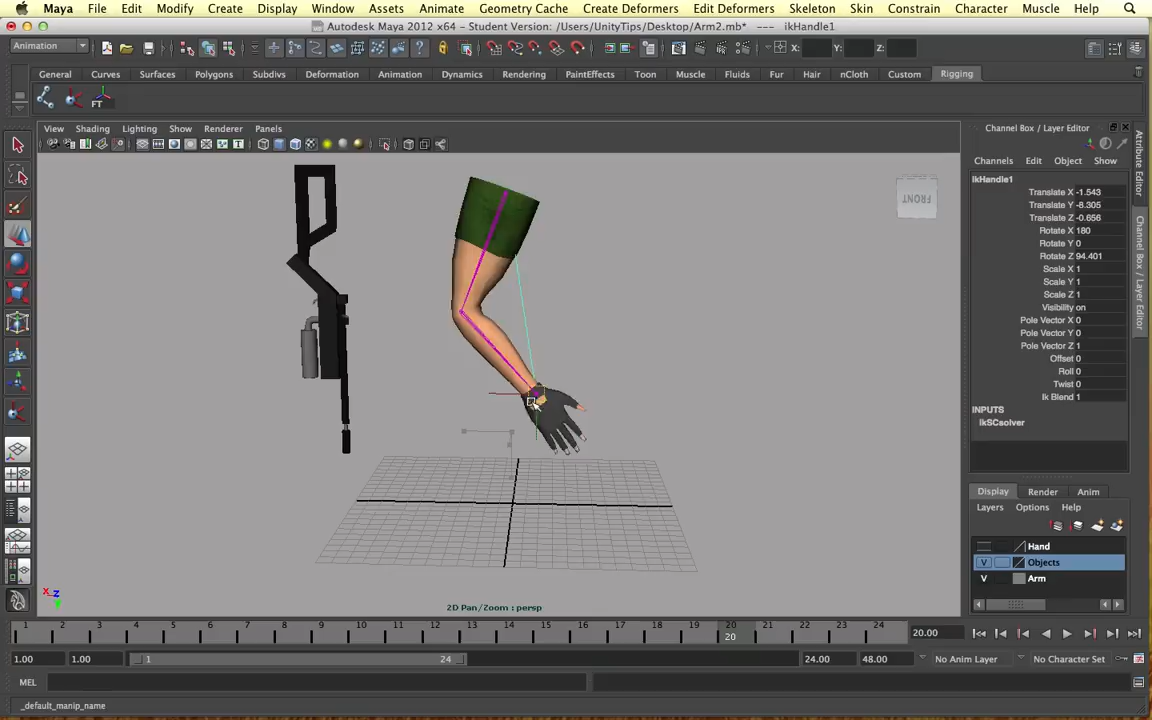 Maya File Edit Modify Create Display Window Assets Animate Geometry Cache Create Deformers Edit Deformers Skeleton Skin Constrain Character Muscle Help
Autodesk Maya 2012 x64 - Student Version: /Users/UnityTips/Desktop/Arm2.mb* --- ikHandle1
Animation X: Y: Z:
General Curves Surfaces Polygons Subdivs Deformation Animation Dynamics Rendering PaintEffects Toon Muscle Fluids Fur Hair nCloth Custom Rigging
FT
View Shading Lighting Show Renderer Panels
Channel Box / Layer Editor
Channels Edit Object Show
ikHandle1
Translate X -1.543
Translate Y -8.305
Translate Z -0.656
Rotate X 180
Rotate Y 0
Rotate Z 94.401
Scale X 1
Scale Y 1
Scale Z 1
Visibility on
Pole Vector X 0
Pole Vector Y 0
Pole Vector Z 1
Offset 0
Roll 0
Twist 0
Ik Blend 1
INPUTS
ikSCsolver
Attribute Editor
Channel Box / Layer Editor
FRONT
Display Render Anim
Layers Options Help
Hand
V Objects
V Arm
x z
y
2D Pan/Zoom : persp
1 2 3 4 5 6 7 8 9 10 11 12 13 14 15 16 17 18 19 20 21 22 23 24
20
20.00
1.00 1.00 1 24 24.00 48.00 No Anim Layer No Character Set
MEL
_default_manip_name